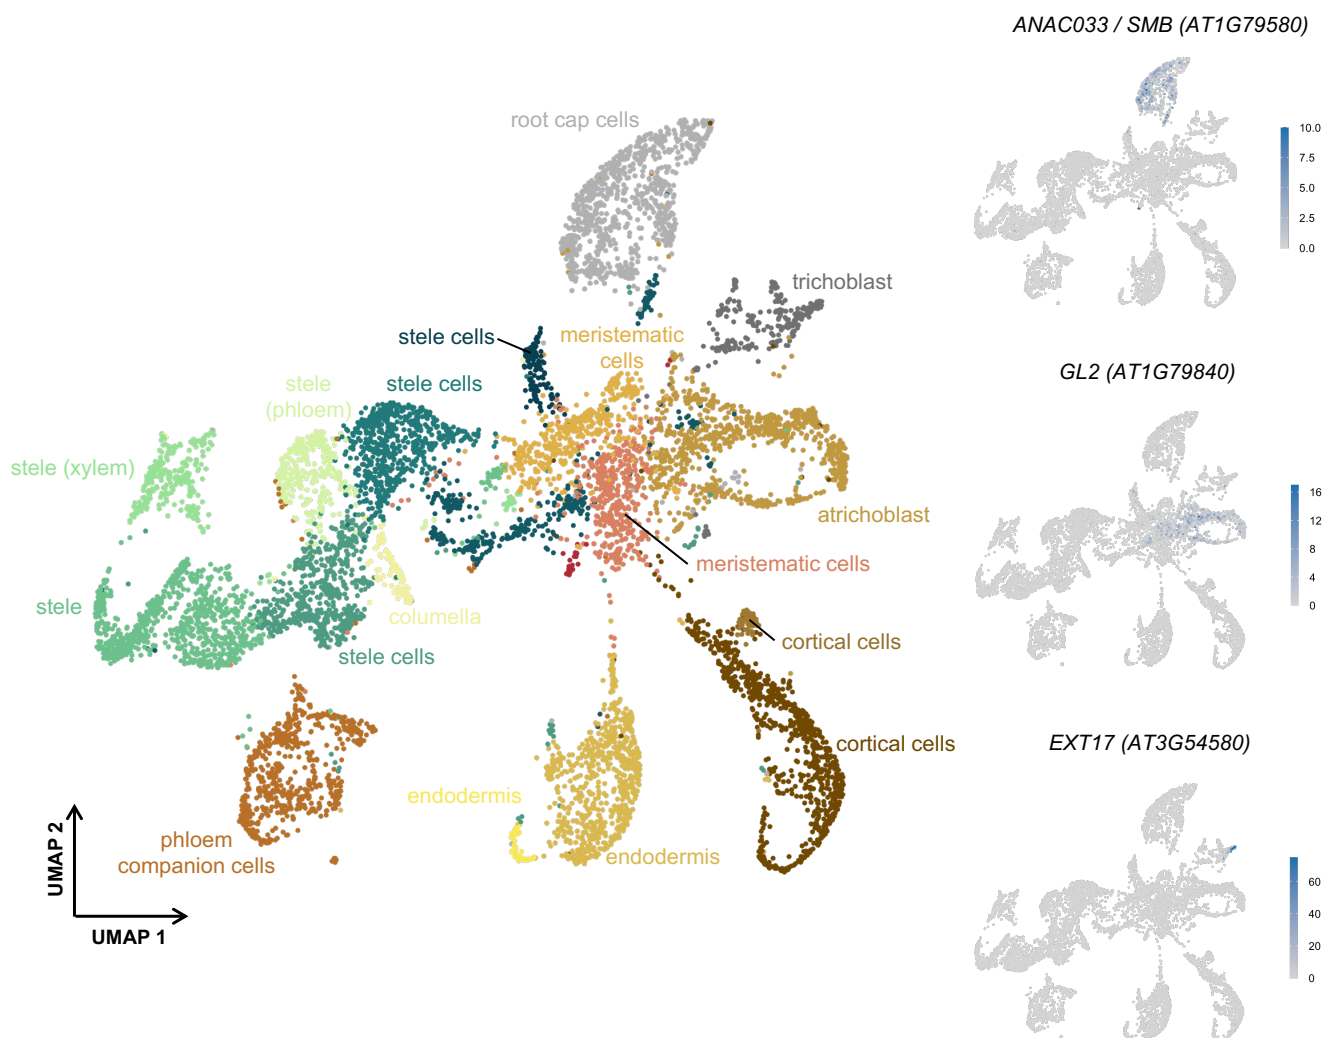 ANAC033 / SMB (AT1G79580)
root cap cells
10.0
7.5
5.0
2.5
0.0
trichoblast
stele cells
meristematic
cells
stele
(phloem)
stele cells
GL2 (AT1G79840)
stele (xylem)
16
12
8
4
0
atrichoblast
meristematic cells
stele
columella
stele cells
cortical cells
cortical cells
EXT17 (AT3G54580)
endodermis
phloem
companion cells
endodermis
60
40
20
0
UMAP 2
UMAP 1